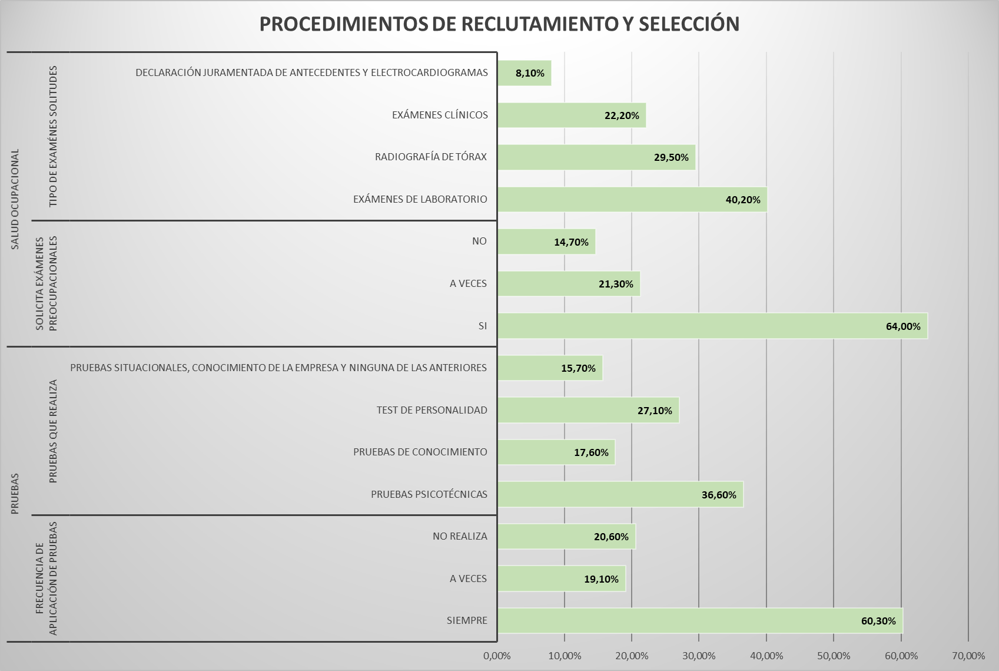 PROCEDIMIENTOS DE RECLUTAMIENTO Y SELECCIÓN
SALUD OCUPACIONAL
TIPO DE EXAMÉNES SOLITUDES
DECLARACIÓN JURAMENTADA DE ANTECEDENTES Y ELECTROCARDIOGRAMAS 8,10%
EXÁMENES CLÍNICOS 22,20%
RADIOGRAFÍA DE TÓRAX 29,50%
EXÁMENES DE LABORATORIO 40,20%
SOLICITA EXÁMENES
PREOCUPACIONALES
NO 14,70%
A VECES 21,30%
SI 64,00%
PRUEBAS
PRUEBAS QUE REALIZA
PRUEBAS SITUACIONALES, CONOCIMIENTO DE LA EMPRESA Y NINGUNA DE LAS ANTERIORES 15,70%
TEST DE PERSONALIDAD 27,10%
PRUEBAS DE CONOCIMIENTO 17,60%
PRUEBAS PSICOTÉCNICAS 36,60%
FRECUENCIA DE
APLICACIÓN DE PRUEBAS
NO REALIZA 20,60%
A VECES 19,10%
SIEMPRE 60,30%
0,00% 10,00% 20,00% 30,00% 40,00% 50,00% 60,00% 70,00%